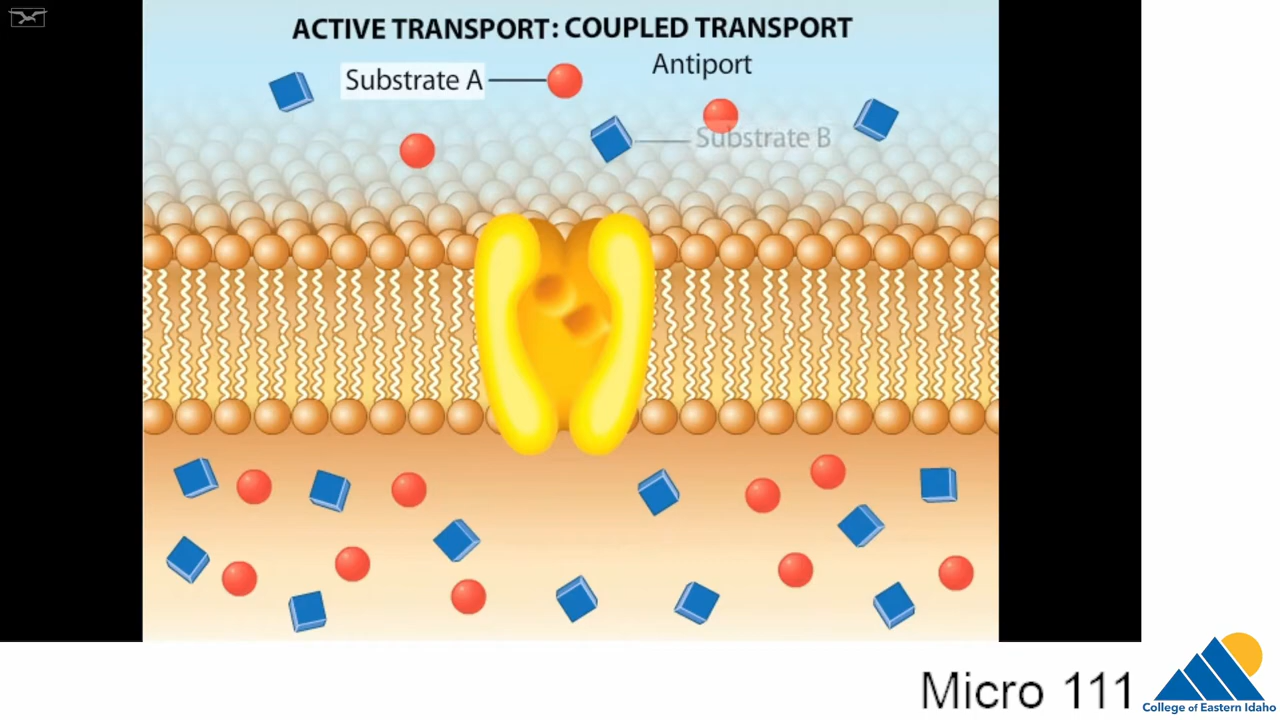 ACTIVE TRANSPORT: COUPLED TRANSPORT
Antiport
Substrate A
Substrate B
Micro 111
College of Eastern Idaho